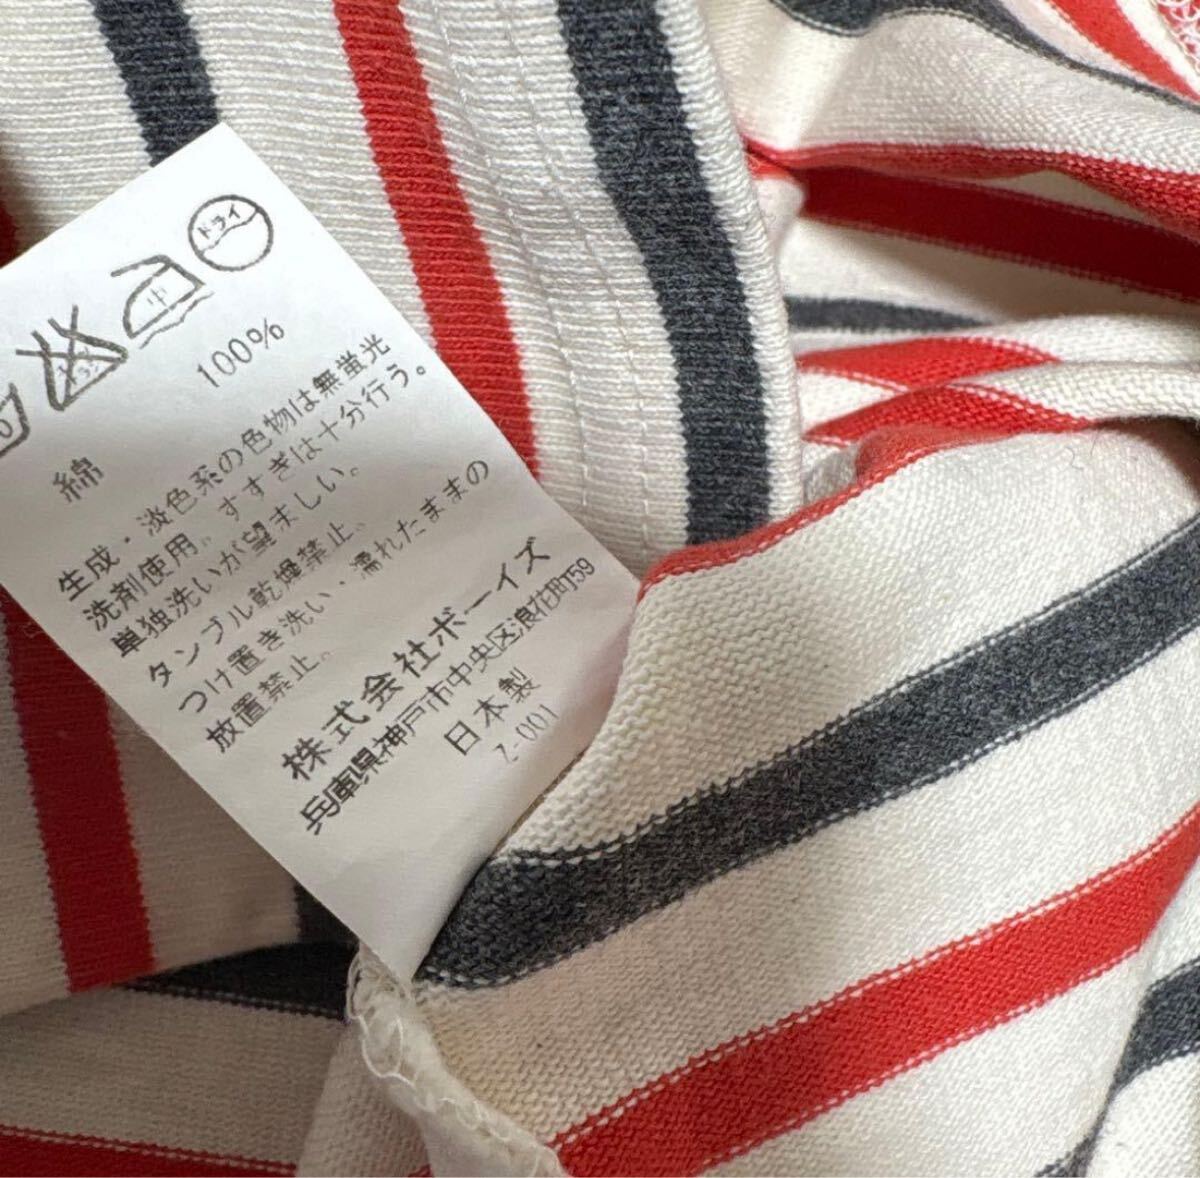 ドライ
中
綿 100%
生成・淡色系の色物は無蛍光
洗剤使用。すすぎは十分行う。
単独洗いが望ましい。
タンブル乾燥禁止。
つけ置き洗い・濡れたままの
放置禁止。
株式会社ボーイズ
兵庫県神戸市中央区浪花町59
日本製
Z-001